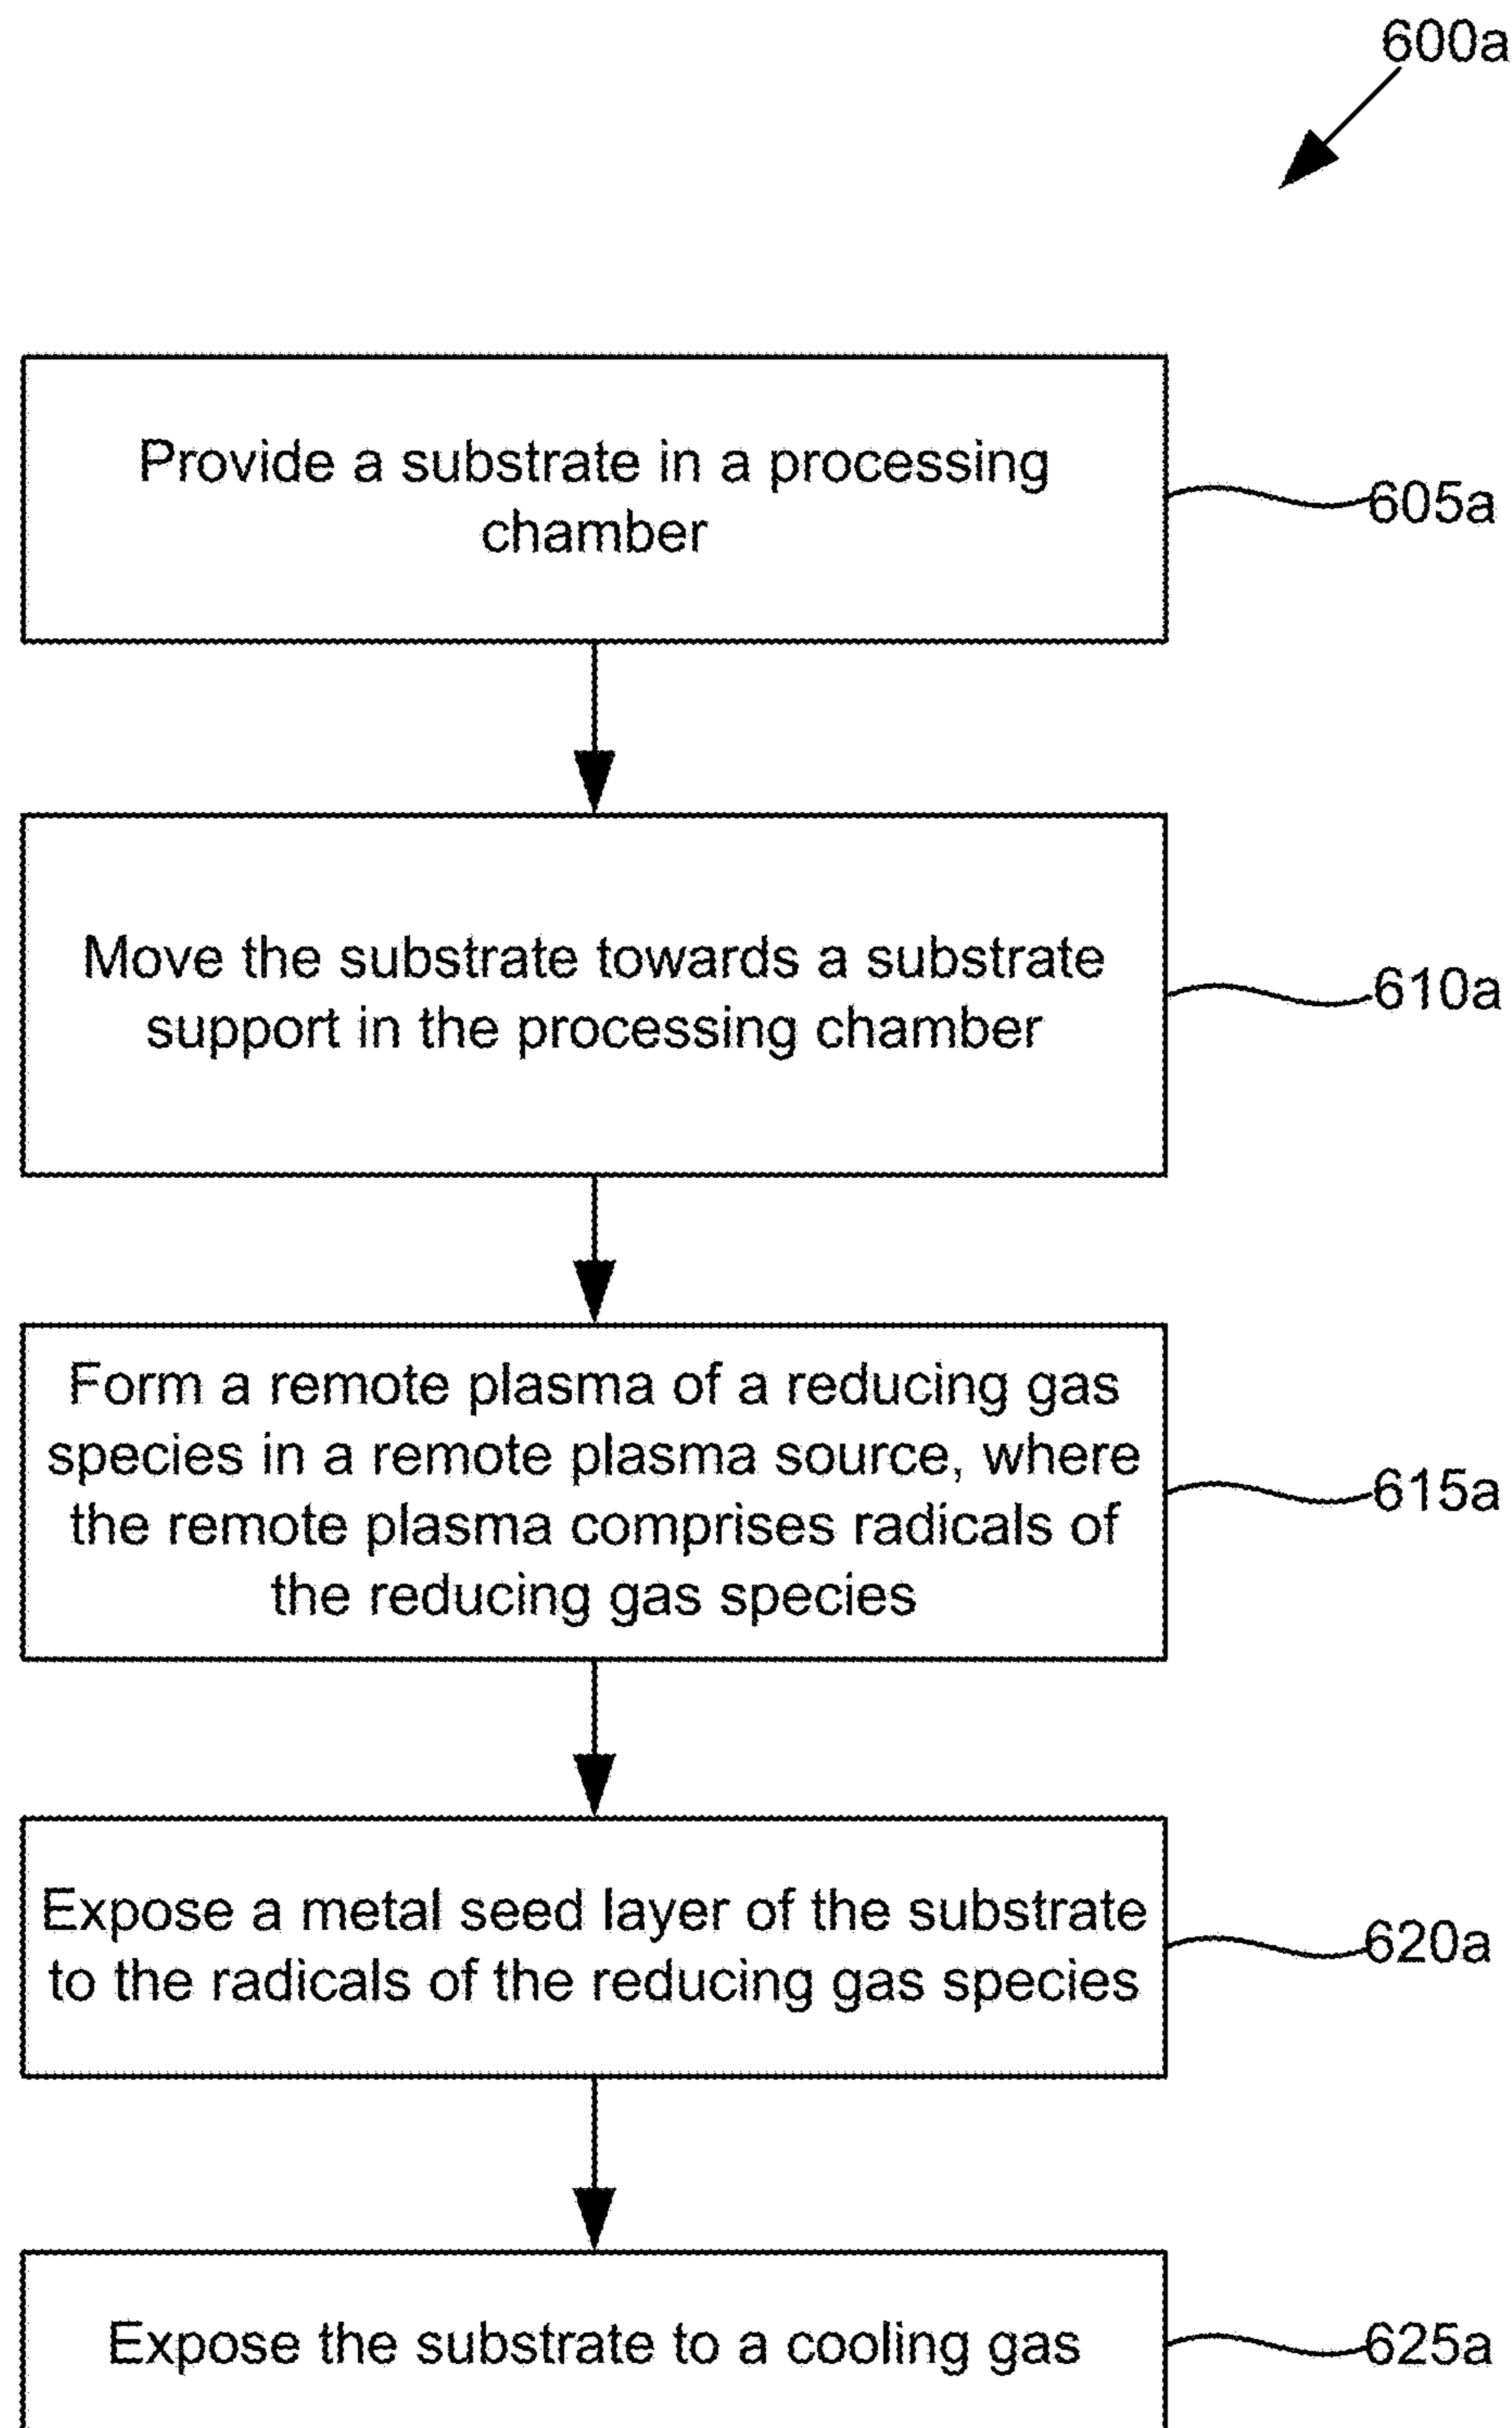 600a
Provide a substrate in a processing
chamber
605a
Move the substrate towards a substrate
support in the processing chamber
610a
Form a remote plasma of a reducing gas
species in a remote plasma source, where
the remote plasma comprises radicals of
the reducing gas species
615a
Expose a metal seed layer of the substrate
to the radicals of the reducing gas species
620a
Expose the substrate to a cooling gas
625a